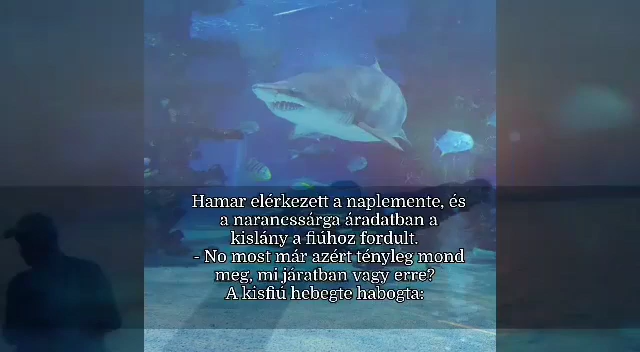 Hamar elérkezett a naplemente, és
a narancssárga áradatban a
kislány a fiúhoz fordult.
- No most már azért tényleg mond
meg, mi járatban vagy erre?
A kisfiú hebegte habogta: